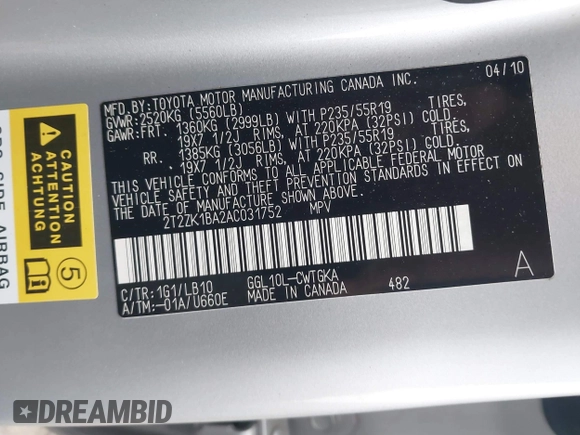 MFD.BY:TOYOTA MOTOR MANUFACTURING CANADA INC. 04/10
GVWR:2520KG(5560LB)
GAWR:FRT. 1360KG(2999LB)WITH P235/55R19
19X7 1/2J RIMS, AT 220KPA(32PSI)COLD.
RR. 1385KG(3056LB)WITH P235/55R19
19X7 1/2J RIMS, AT 220KPA(32PSI)COLD.
THIS VEHICLE CONFORMS TO ALL APPLICABLE FEDERAL MOTOR
VEHICLE SAFETY AND THEFT PREVENTION STANDARDS IN EFFECT ON
THE DATE OF MANUFACTURE SHOWN ABOVE.
2T2ZK1BA2AC031752 MPV
C/TR:1G1/LB10 GGL10L-CWTGKA A
A/TM:-01A/U660E MADE IN CANADA 482
CAUTION
ATTENTION
5
SIDE AIRBAG
DREAMBID